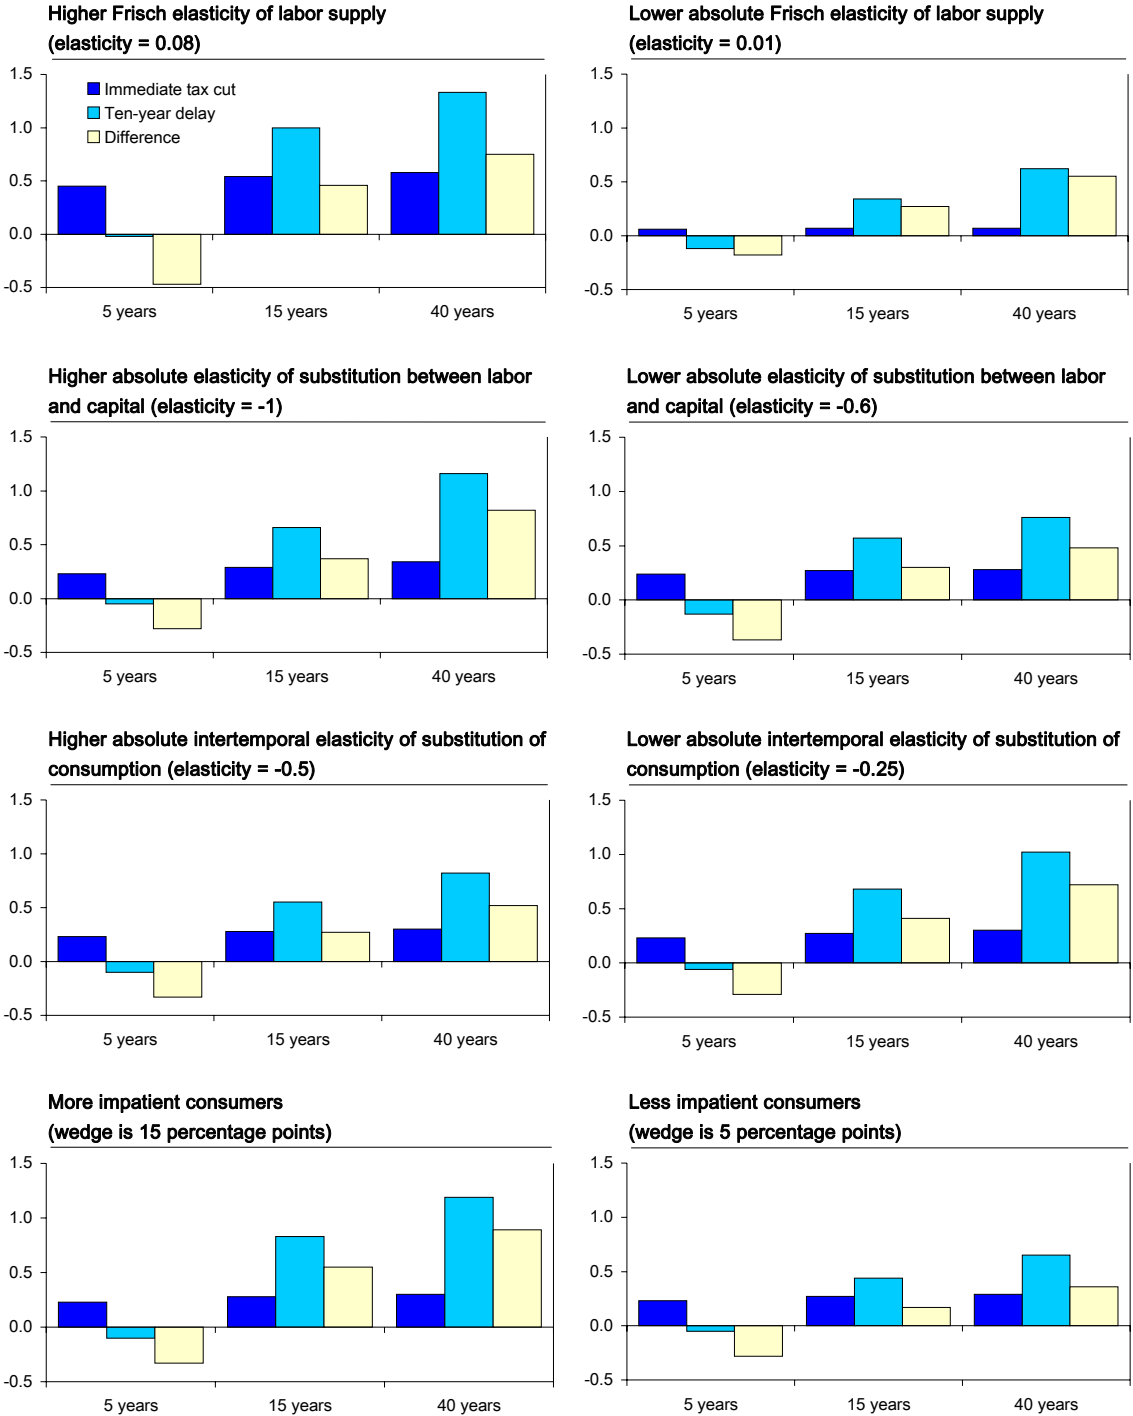 Higher Frisch elasticity of labor supply
(elasticity = 0.08)
1.5
1.0
0.5
0.0
-0.5
Immediate tax cut
Ten-year delay
Difference
5 years
15 years
40 years
Lower absolute Frisch elasticity of labor supply
(elasticity = 0.01)
1.5
1.0
0.5
0.0
-0.5
5 years
15 years
40 years
Higher absolute elasticity of substitution between labor
and capital (elasticity = -1)
1.5
1.0
0.5
0.0
-0.5
5 years
15 years
40 years
Lower absolute elasticity of substitution between labor
and capital (elasticity = -0.6)
1.5
1.0
0.5
0.0
-0.5
5 years
15 years
40 years
Higher absolute intertemporal elasticity of substitution of
consumption (elasticity = -0.5)
1.5
1.0
0.5
0.0
-0.5
5 years
15 years
40 years
Lower absolute intertemporal elasticity of substitution of
consumption (elasticity = -0.25)
1.5
1.0
0.5
0.0
-0.5
5 years
15 years
40 years
More impatient consumers
(wedge is 15 percentage points)
1.5
1.0
0.5
0.0
-0.5
5 years
15 years
40 years
Less impatient consumers
(wedge is 5 percentage points)
1.5
1.0
0.5
0.0
-0.5
5 years
15 years
40 years